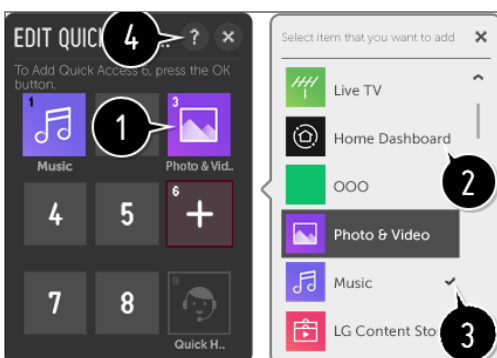 EDIT QUIC 4 .. ? ×
To Add Quick Access 6, press the OK
button.
1
3
1
Music
Photo & Vid..
4
5
6
+
7
8
9
Quick H..
Select item that you want to add ×
Live TV
Home Dashboard
2
OOO
Photo & Video
Music
LG Content Sto
3